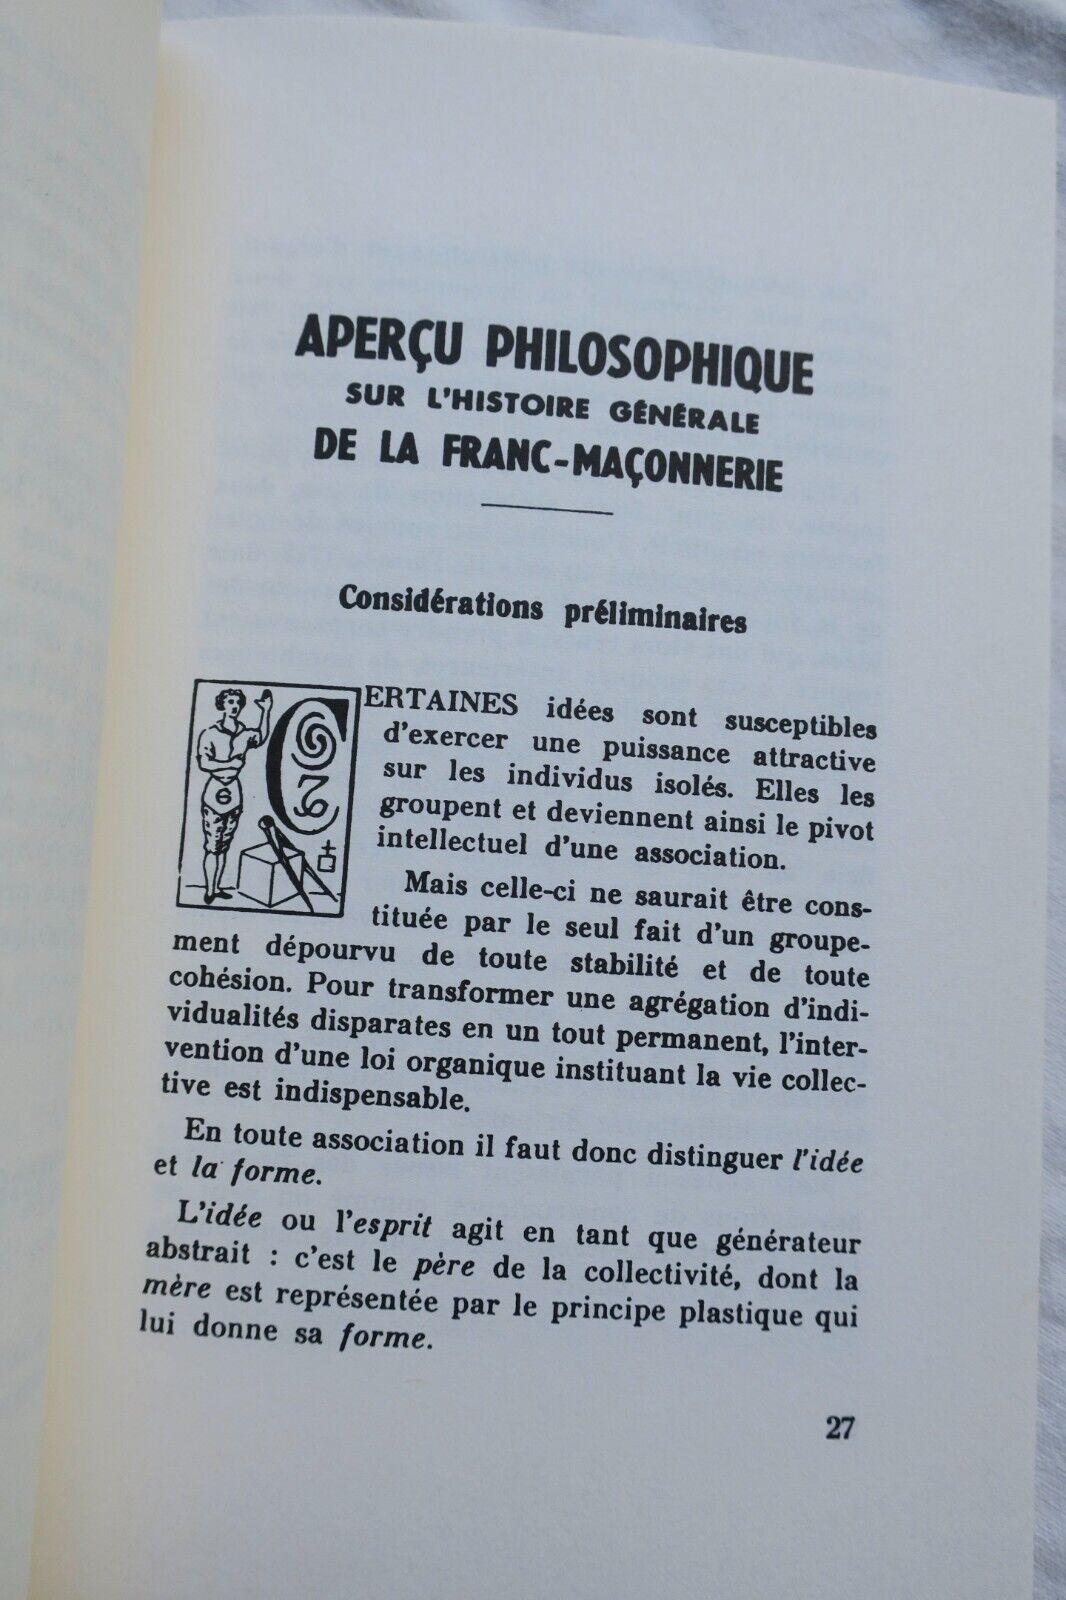 APERÇU PHILOSOPHIQUE
SUR L'HISTOIRE GÉNÉRALE
DE LA FRANC-MAÇONNERIE
Considérations préliminaires
CERTAINES idées sont susceptibles
d'exercer une puissance attractive
sur les individus isolés. Elles les
groupent et deviennent ainsi le pivot
intellectuel d'une association.
Mais celle-ci ne saurait être cons-
tituée par le seul fait d'un groupe-
ment dépourvu de toute stabilité et de toute
cohésion. Pour transformer une agrégation d'indi-
vidualités disparates en un tout permanent, l'inter-
vention d'une loi organique instituant la vie collec-
tive est indispensable.
En toute association il faut donc distinguer l'idée
et la forme.
L'idée ou l'esprit agit en tant que générateur
abstrait : c'est le père de la collectivité, dont la
mère est représentée par le principe plastique qui
lui donne sa forme.
27